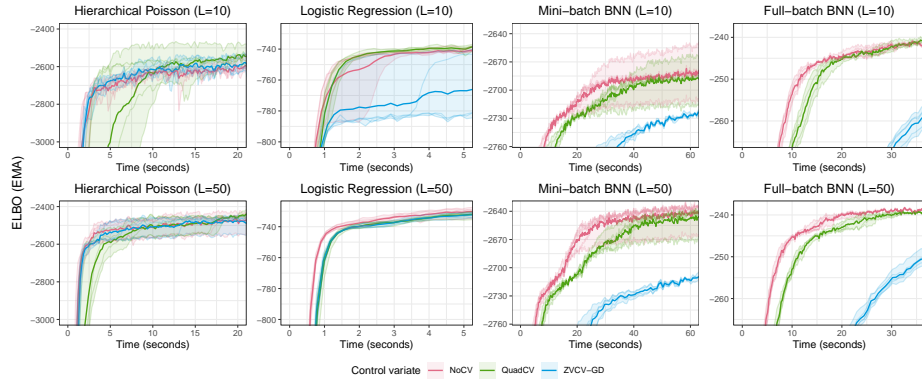 Hierarchical Poisson (L=10)
Logistic Regression (L=10)
Mini−batch BNN (L=10)
Full−batch BNN (L=10)
−2400
−2600
−2800
−3000
0 5 10 15 20
Time (seconds)
−740
−760
−780
−800
0 1 2 3 4 5
Time (seconds)
−2640
−2670
−2700
−2730
−2760
0 20 40 60
Time (seconds)
−240
−250
−260
0 10 20 30
Time (seconds)
ELBO (EMA)
Hierarchical Poisson (L=50)
Logistic Regression (L=50)
Mini−batch BNN (L=50)
Full−batch BNN (L=50)
−2400
−2600
−2800
−3000
0 5 10 15 20
Time (seconds)
−740
−760
−780
−800
0 1 2 3 4 5
Time (seconds)
−2640
−2670
−2700
−2730
−2760
0 20 40 60
Time (seconds)
−240
−250
−260
0 10 20 30
Time (seconds)
Control variate NoCV QuadCV ZVCV−GD